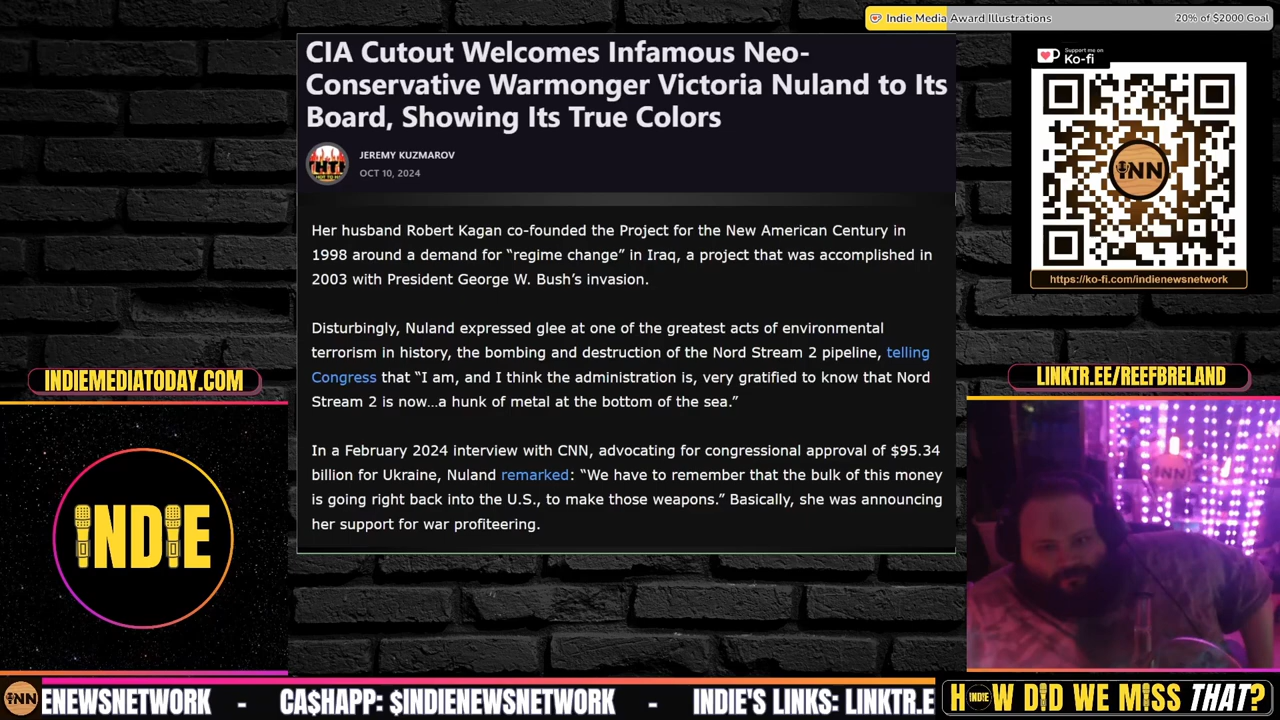 Indie Media Award Illustrations
20% of $2000 Goal
CIA Cutout Welcomes Infamous Neo-
Conservative Warmonger Victoria Nuland to Its
Board, Showing Its True Colors
JEREMY KUZMAROV
OCT 10, 2024
Her husband Robert Kagan co-founded the Project for the New American Century in
1998 around a demand for “regime change” in Iraq, a project that was accomplished in
2003 with President George W. Bush’s invasion.
Disturbingly, Nuland expressed glee at one of the greatest acts of environmental
terrorism in history, the bombing and destruction of the Nord Stream 2 pipeline, telling
Congress that “I am, and I think the administration is, very gratified to know that Nord
Stream 2 is now…a hunk of metal at the bottom of the sea.”
In a February 2024 interview with CNN, advocating for congressional approval of $95.34
billion for Ukraine, Nuland remarked: “We have to remember that the bulk of this money
is going right back into the U.S., to make those weapons.” Basically, she was announcing
her support for war profiteering.
Support me on
Ko-fi
INN
https://ko-fi.com/indienewsnetwork
INDIEMEDIATODAY.COM
LINKTR.EE/REEFBRELAND
INDIE
INN
INN
ENEWSNETWORK - CA$HAPP: $INDIENEWSNETWORK - INDIE'S LINKS: LINKTR.E
HOW DID WE MISS THAT?